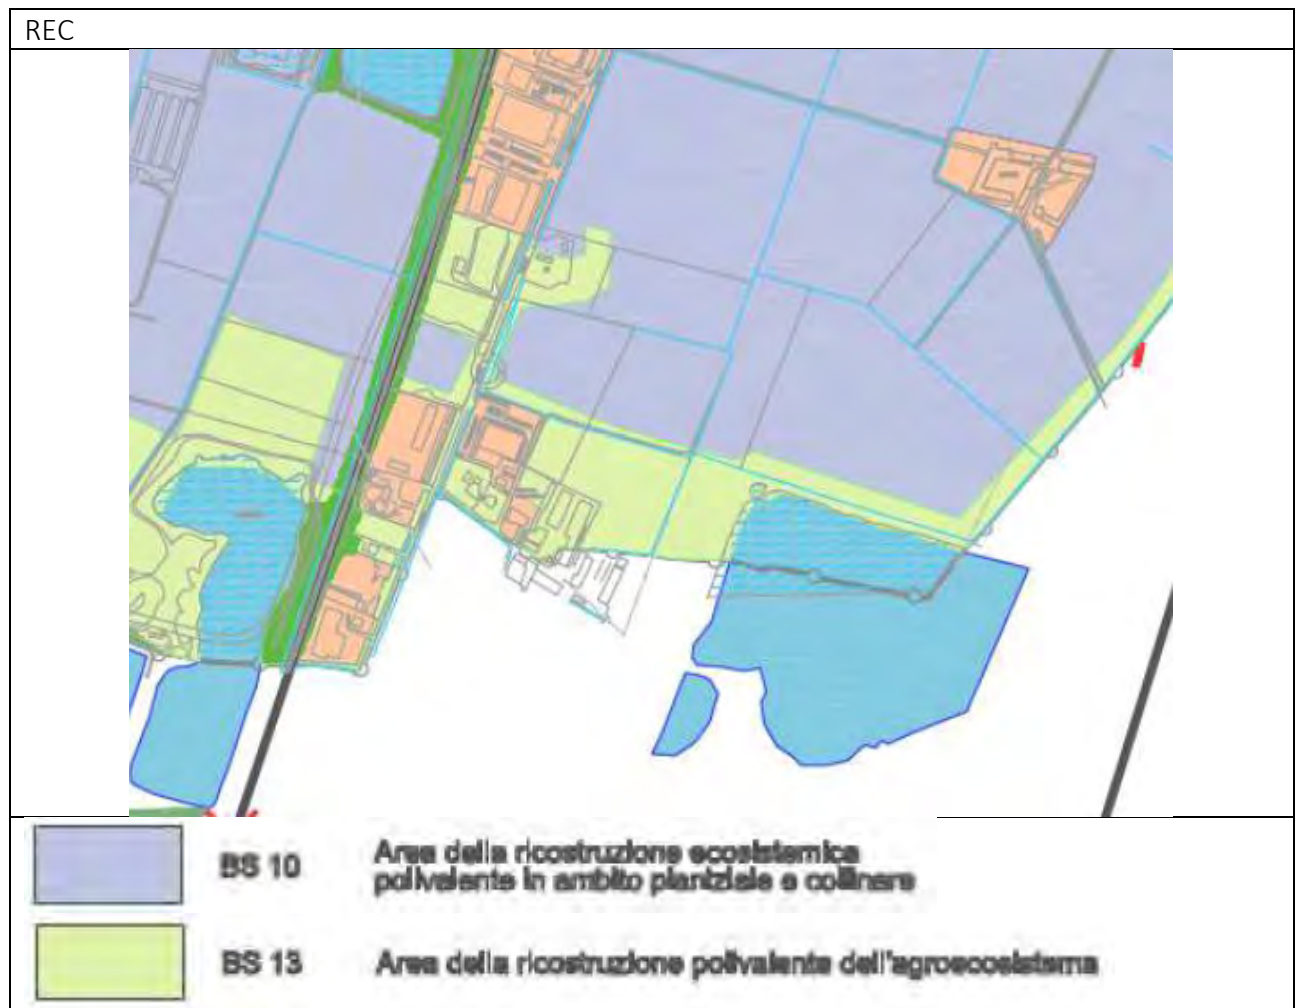 REC
BS 10
Area della ricostruzione ecosistemica
polivalente in ambito planiziale e collinare
BS 13
Area della ricostruzione polivalente dell'agroecosistema